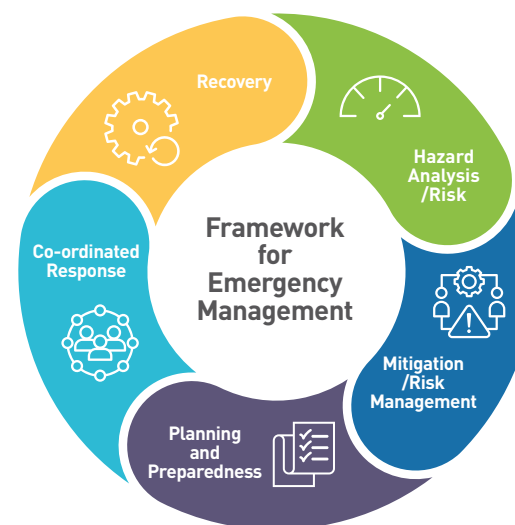 Framework
for
Emergency
Management
Hazard
Analysis
/Risk
Mitigation
/Risk
Management
Planning
and
Preparedness
Co-ordinated
Response
Recovery